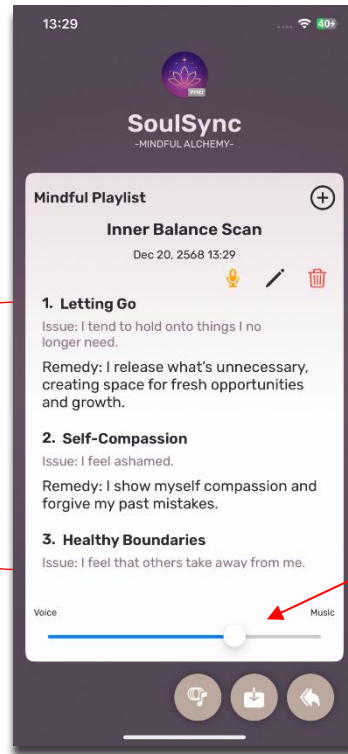 13:29
40
PRO
SoulSync
-MINDFUL ALCHEMY-
Mindful Playlist
Inner Balance Scan
Dec 20, 2568 13:29
1. Letting Go
Issue: I tend to hold onto things I no
longer need.
Remedy: I release what's unnecessary,
creating space for fresh opportunities
and growth.
2. Self-Compassion
Issue: I feel ashamed.
Remedy: I show myself compassion and
forgive my past mistakes.
3. Healthy Boundaries
Issue: I feel that others take away from me.
Voice
Music